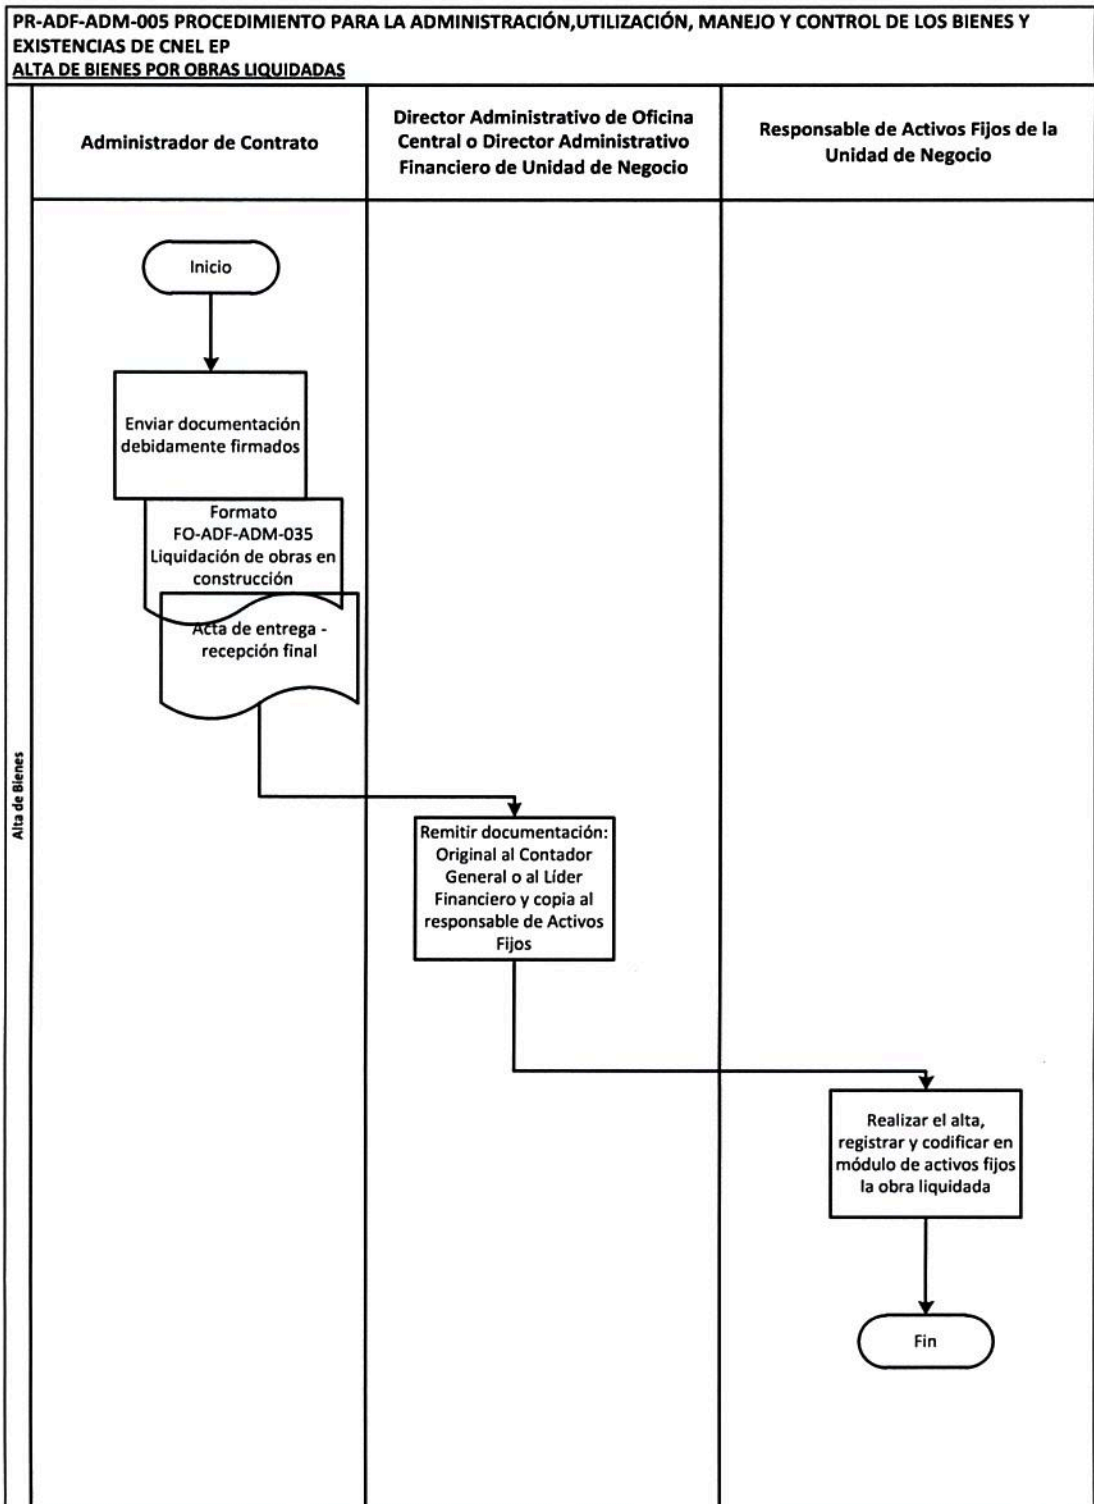 PR-ADF-ADM-005 PROCEDIMIENTO PARA LA ADMINISTRACIÓN,UTILIZACIÓN, MANEJO Y CONTROL DE LOS BIENES Y
EXISTENCIAS DE CNEL EP
ALTA DE BIENES POR OBRAS LIQUIDADAS
Administrador de Contrato
Director Administrativo de Oficina
Central o Director Administrativo
Financiero de Unidad de Negocio
Responsable de Activos Fijos de la
Unidad de Negocio
Alta de Bienes
Inicio
Enviar documentación
debidamente firmados
Formato
FO-ADF-ADM-035
Liquidación de obras en
construcción
Acta de entrega -
recepción final
Remitir documentación:
Original al Contador
General o al Líder
Financiero y copia al
responsable de Activos
Fijos
Realizar el alta,
registrar y codificar en
módulo de activos fijos
la obra liquidada
Fin